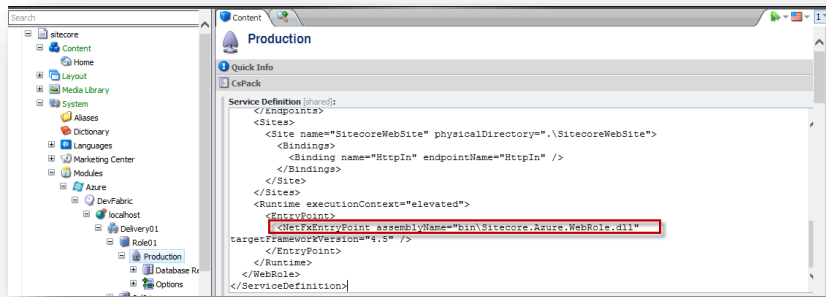 Search
sitecore
Content
Home
Layout
Media Library
System
Aliases
Dictionary
Languages
Marketing Center
Modules
Azure
DevFabric
localhost
Delivery01
Role01
Production
Database Re
Options
Content
1
Production
Quick Info
CsPack
Service Definition [shared]:
</Endpoints>
<Sites>
<Site name="SitecoreWebSite" physicalDirectory=".\SitecoreWebSite">
<Bindings>
<Binding name="HttpIn" endpointName="HttpIn" />
</Bindings>
</Site>
</Sites>
<Runtime executionContext="elevated">
<EntryPoint>
<NetFxEntryPoint assemblyName="bin\Sitecore.Azure.WebRole.dll"
targetFrameworkVersion="4.5" />
</EntryPoint>
</Runtime>
</WebRole>
</ServiceDefinition>